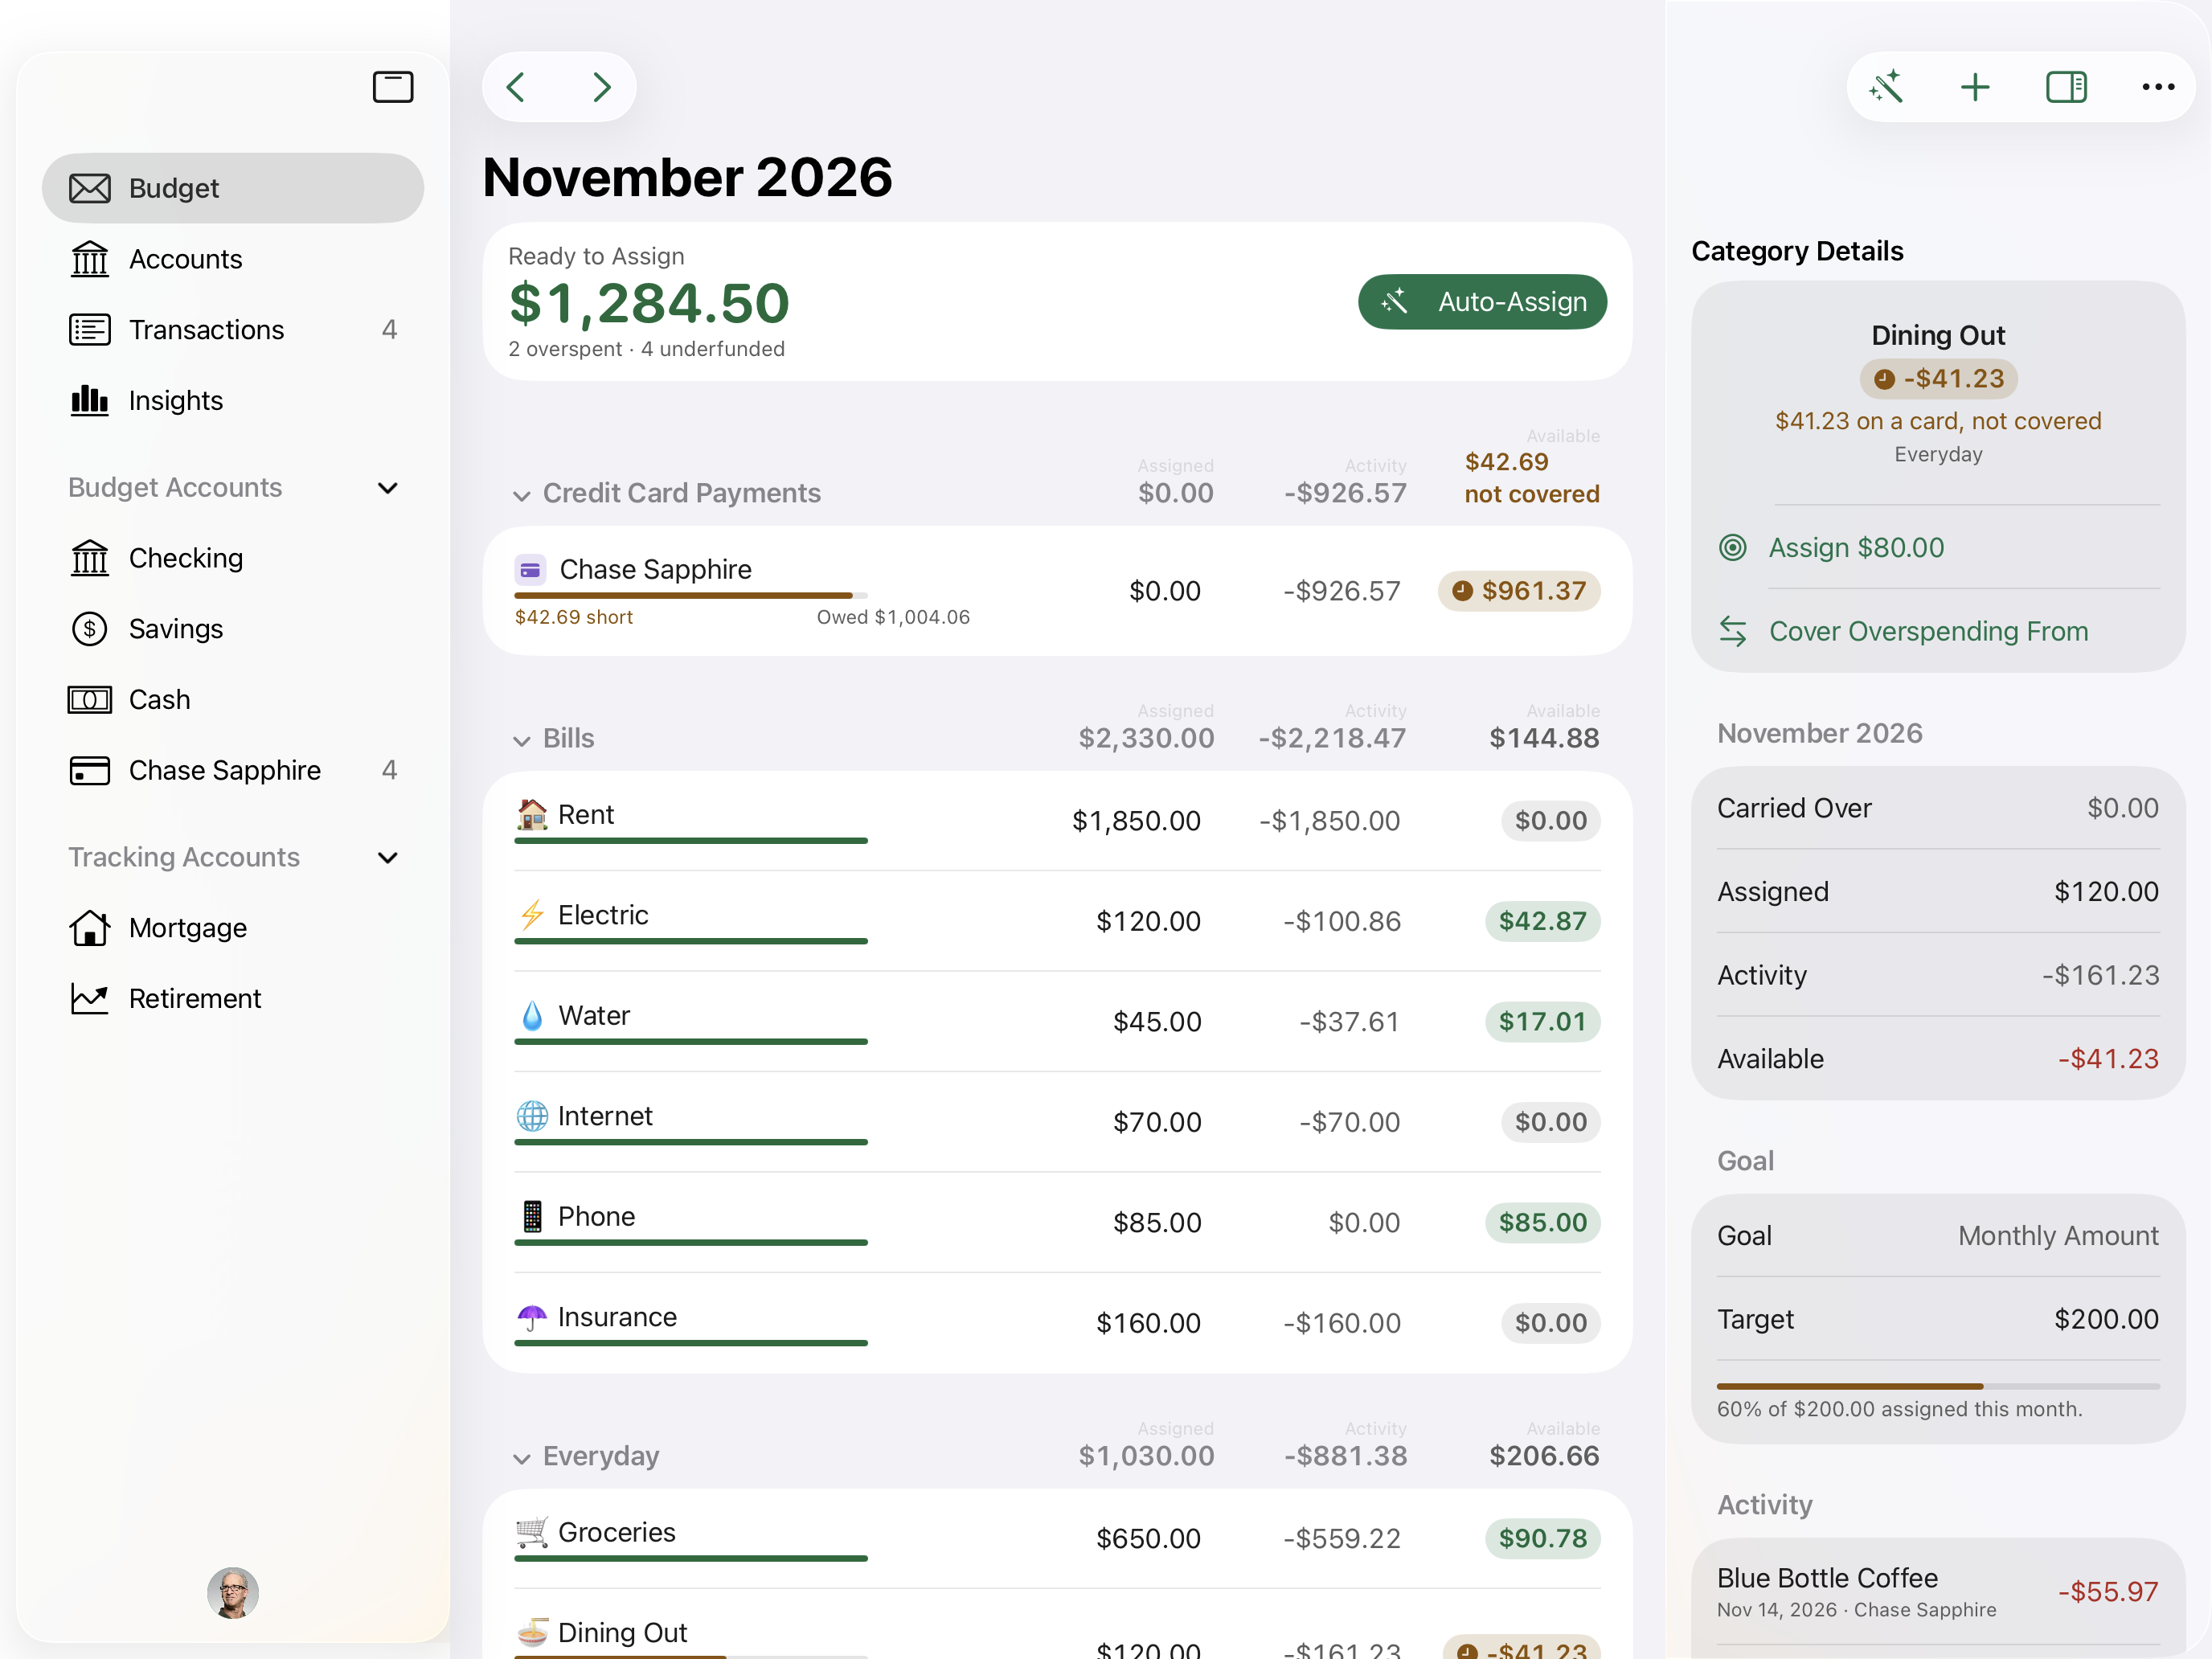 Budget
Accounts
Transactions 4
Insights
Budget Accounts
Checking
Savings
Cash
Chase Sapphire 4
Tracking Accounts
Mortgage
Retirement
November 2026
Ready to Assign
$1,284.50
2 overspent · 4 underfunded
Auto-Assign
Assigned Activity Available
Credit Card Payments $0.00 -$926.57 $42.69
not covered
Chase Sapphire $0.00 -$926.57 $961.37
$42.69 short Owed $1,004.06
Assigned Activity Available
Bills $2,330.00 -$2,218.47 $144.88
Rent $1,850.00 -$1,850.00 $0.00
Electric $120.00 -$100.86 $42.87
Water $45.00 -$37.61 $17.01
Internet $70.00 -$70.00 $0.00
Phone $85.00 $0.00 $85.00
Insurance $160.00 -$160.00 $0.00
Assigned Activity Available
Everyday $1,030.00 -$881.38 $206.66
Groceries $650.00 -$559.22 $90.78
Dining Out $120.00 -$161.23 -$41.23
Category Details
Dining Out
-$41.23
$41.23 on a card, not covered
Everyday
Assign $80.00
Cover Overspending From
November 2026
Carried Over $0.00
Assigned $120.00
Activity -$161.23
Available -$41.23
Goal
Goal Monthly Amount
Target $200.00
60% of $200.00 assigned this month.
Activity
Blue Bottle Coffee -$55.97
Nov 14, 2026 · Chase Sapphire